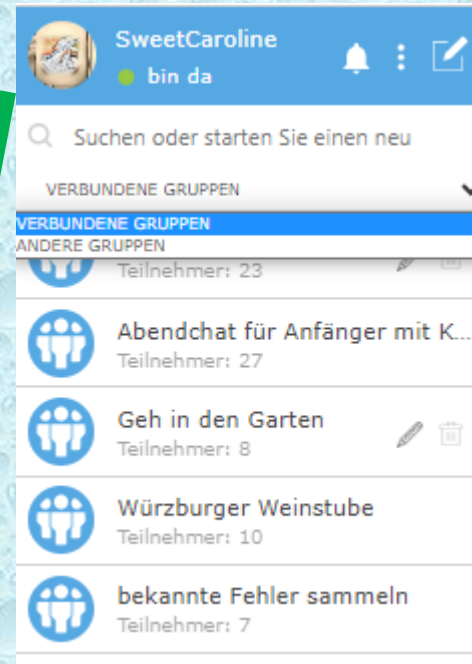 SweetCaroline
bin da
Suchen oder starten Sie einen neu
VERBUNDENE GRUPPEN
VERBUNDENE GRUPPEN
ANDERE GRUPPEN
Teilnehmer: 23
Abendchat für Anfänger mit K...
Teilnehmer: 27
Geh in den Garten
Teilnehmer: 8
Würzburger Weinstube
Teilnehmer: 10
bekannte Fehler sammeln
Teilnehmer: 7